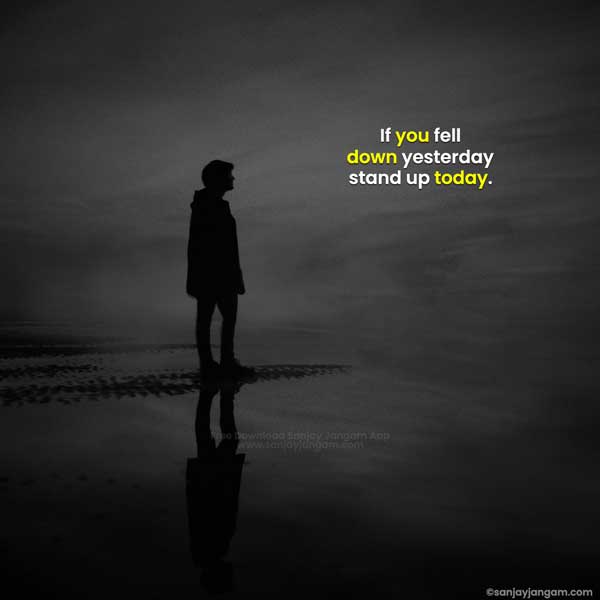 If you fell
down yesterday
stand up today.
Free Download Sanjay Jangam App
www.sanjayjangam.com
©sanjayjangam.com